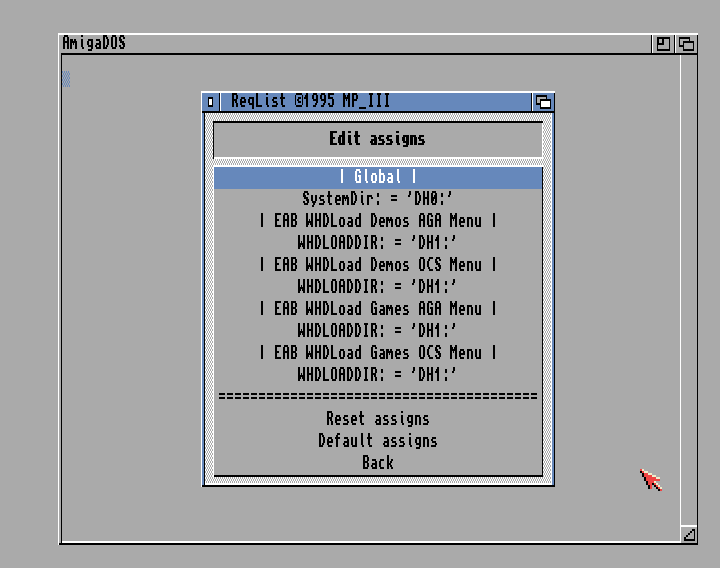 AmigaDOS
ReqList ©1995 MP_III
Edit assigns
| Global |
SystemDir: = 'DH0:'
| EAB WHDLoad Demos AGA Menu |
WHDLOADDIR: = 'DH1:'
| EAB WHDLoad Demos OCS Menu |
WHDLOADDIR: = 'DH1:'
| EAB WHDLoad Games AGA Menu |
WHDLOADDIR: = 'DH1:'
| EAB WHDLoad Games OCS Menu |
WHDLOADDIR: = 'DH1:'
========================================
Reset assigns
Default assigns
Back